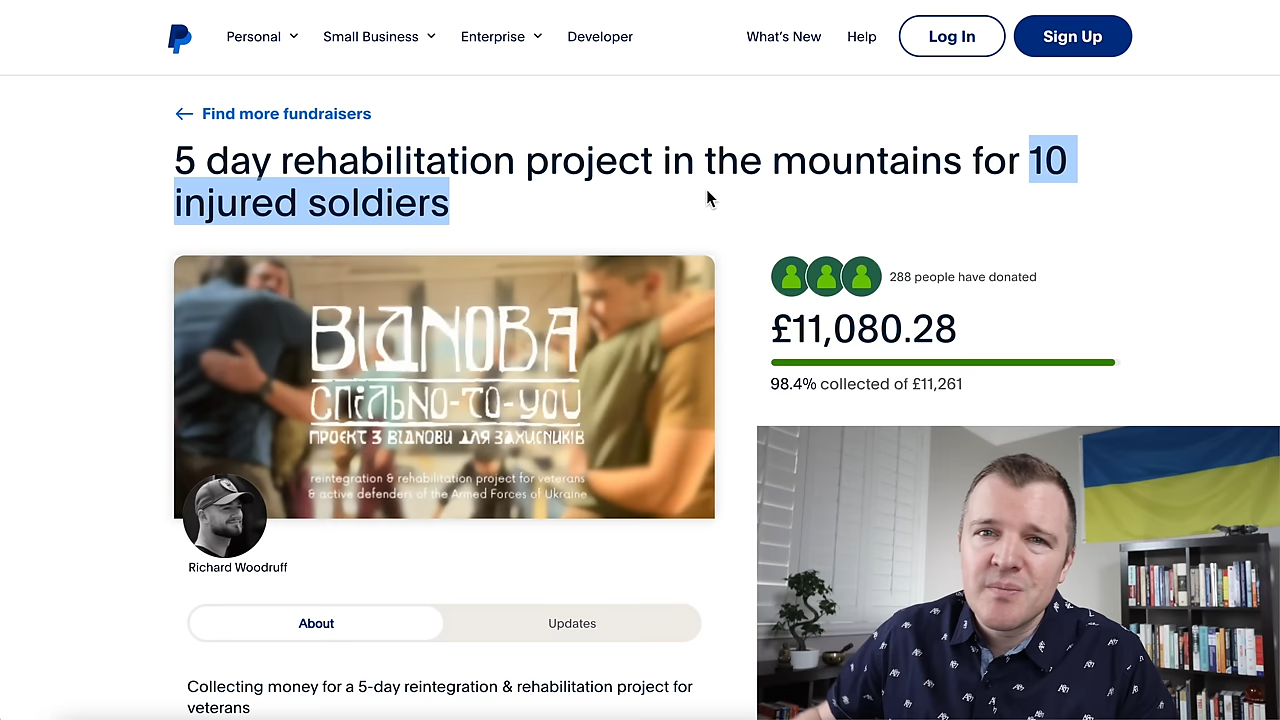 Personal Small Business Enterprise Developer What's New Help Log In Sign Up
Find more fundraisers
5 day rehabilitation project in the mountains for 10
injured soldiers
ВІДНОВА
СПІЛЬНО-ТО-YOU
ПРОЄКТ З ВІДНОВИ ДЛЯ ЗАХИСНИКІВ
reintegration & rehabilitation project for veterans
& active defenders of the Armed Forces of Ukraine
288 people have donated
£11,080.28
98.4% collected of £11,261
Richard Woodruff
About Updates
Collecting money for a 5-day reintegration & rehabilitation project for
veterans